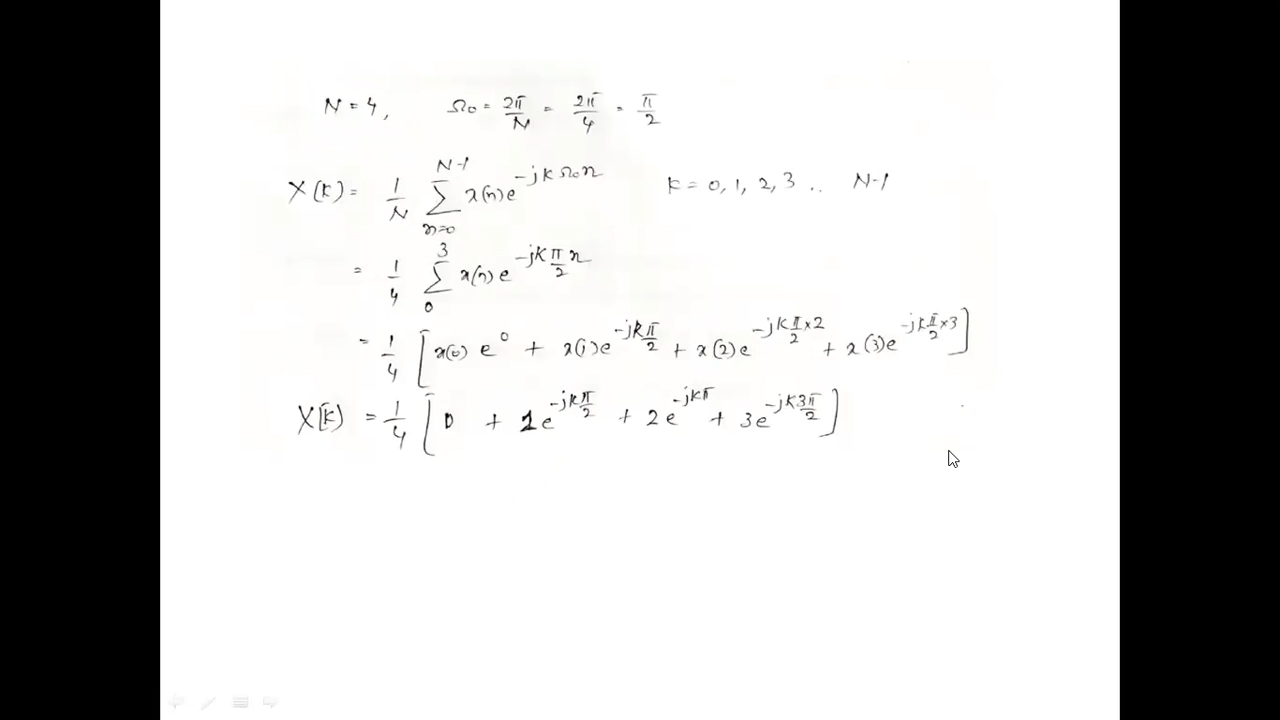 N = 4, Ω₀ = 2π/N = 2π/4 = π/2
X(k) = 1/N Σ_{n=0}^{N-1} x(n) e^{-jkΩ₀n} k = 0, 1, 2, 3 .. N-1
= 1/4 Σ_{0}^{3} x(n) e^{-jk π/2 n}
= 1/4 [x(0) e^{0} + x(1) e^{-jk π/2} + x(2) e^{-jk π/2 × 2} + x(3) e^{-jk π/2 × 3}]
X[k) = 1/4 [0 + 1e^{-jk π/2} + 2e^{-jkπ} + 3e^{-jk 3π/2}]